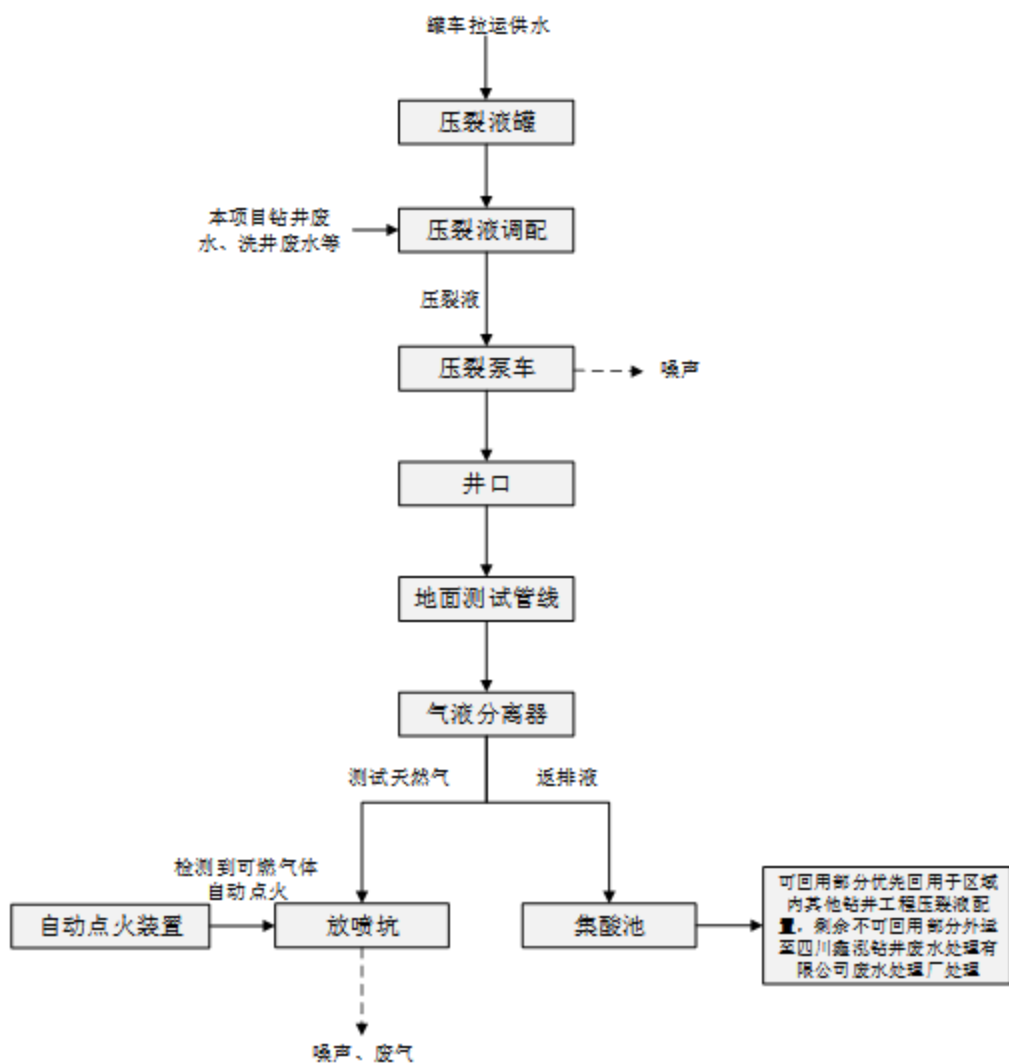 罐车拉运供水
压裂液罐
本项目钻井废
水、洗井废水等
压裂液调配
压裂液
压裂泵车
噪声
井口
地面测试管线
气液分离器
测试天然气
返排液
检测到可燃气体
自动点火
自动点火装置
放喷坑
集酸池
可回用部分优先回用于区域
内其他钻井工程压裂液配
置，剩余不可回用部分外运
至四川鑫泓钻井废水处理有
限公司废水处理厂处理
噪声、废气